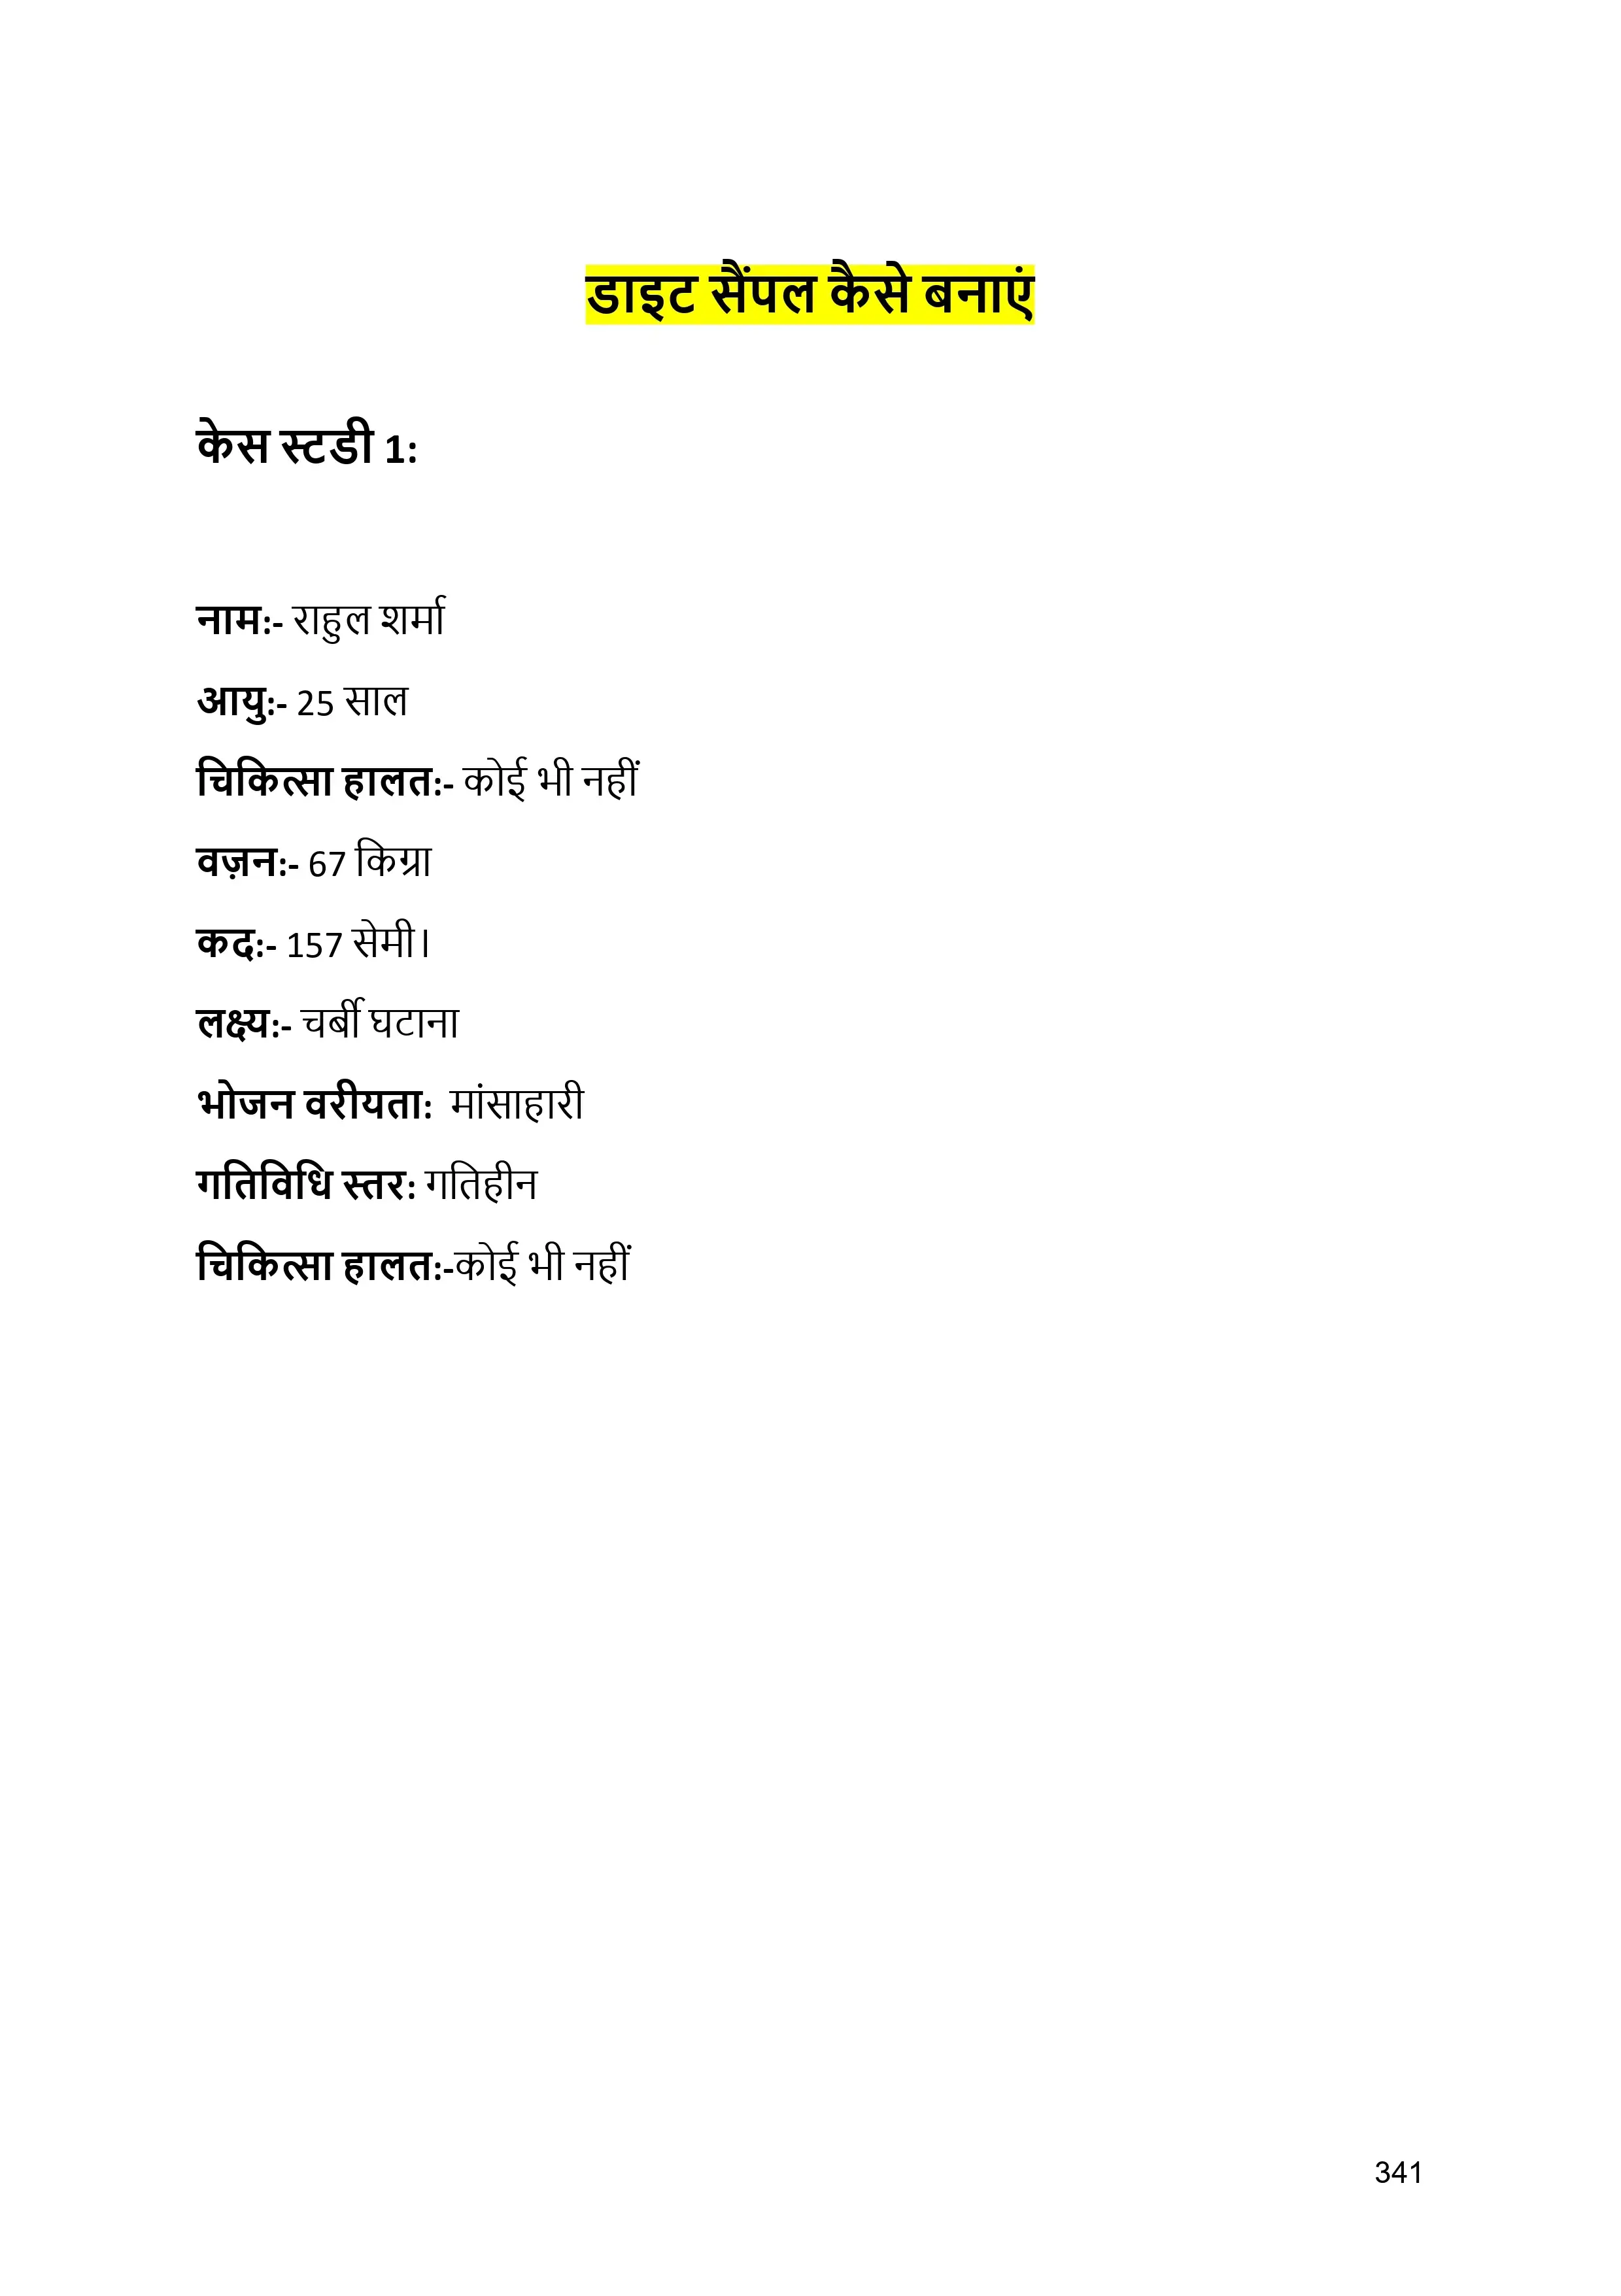 डाइट सैंपल कैसे बनाएं
केस स्टडी 1:
नाम:- राहुल शर्मा
आयु:- 25 साल
चिकित्सा हालत:- कोई भी नहीं
वज़न:- 67 किग्रा
कद:- 157 सेमी।
लक्ष्य:- चर्बी घटाना
भोजन वरीयता: मांसाहारी
गतिविधि स्तर: गतिहीन
चिकित्सा हालत:-कोई भी नहीं
341